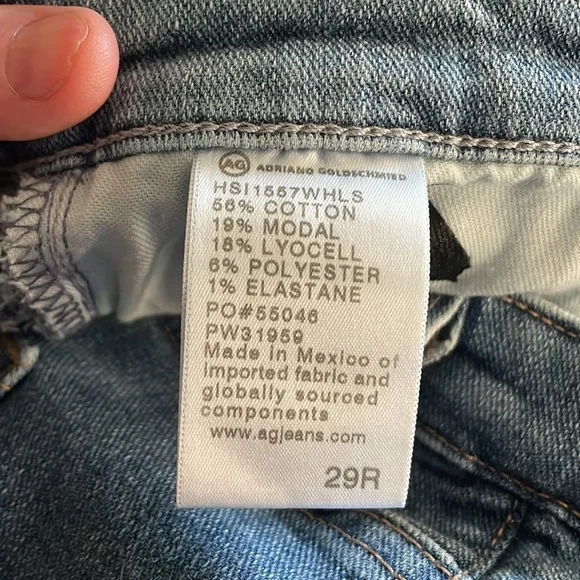 AG ADRIANO GOLDSCHMIED
HSI1557WHLS
56% COTTON
19% MODAL
18% LYOCELL
6% POLYESTER
1% ELASTANE
PO#55046
PW31959
Made in Mexico of
imported fabric and
globally sourced
components
www.agjeans.com
29R